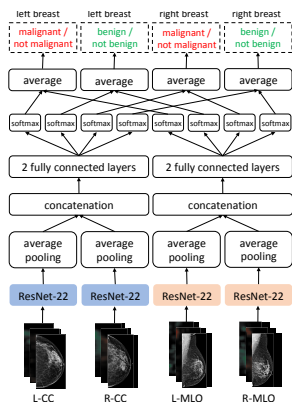 left breast left breast right breast right breast
malignant / benign / malignant / benign /
not malignant not benign not malignant not benign
average average average average
softmax softmax softmax softmax softmax softmax softmax softmax
2 fully connected layers 2 fully connected layers
concatenation concatenation
average average average average
pooling pooling pooling pooling
ResNet-22 ResNet-22 ResNet-22 ResNet-22
L-CC R-CC L-MLO R-MLO